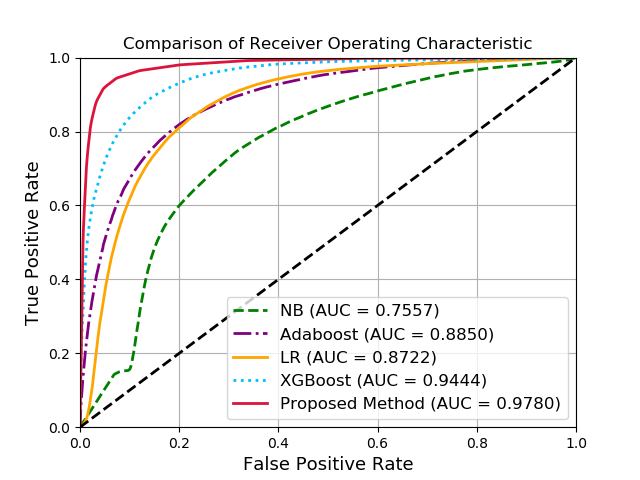 Comparison of Receiver Operating Characteristic
True Positive Rate
1.0
0.8
0.6
0.4
0.2
0.0
NB (AUC = 0.7557)
Adaboost (AUC = 0.8850)
LR (AUC = 0.8722)
XGBoost (AUC = 0.9444)
Proposed Method (AUC = 0.9780)
0.0 0.2 0.4 0.6 0.8 1.0
False Positive Rate